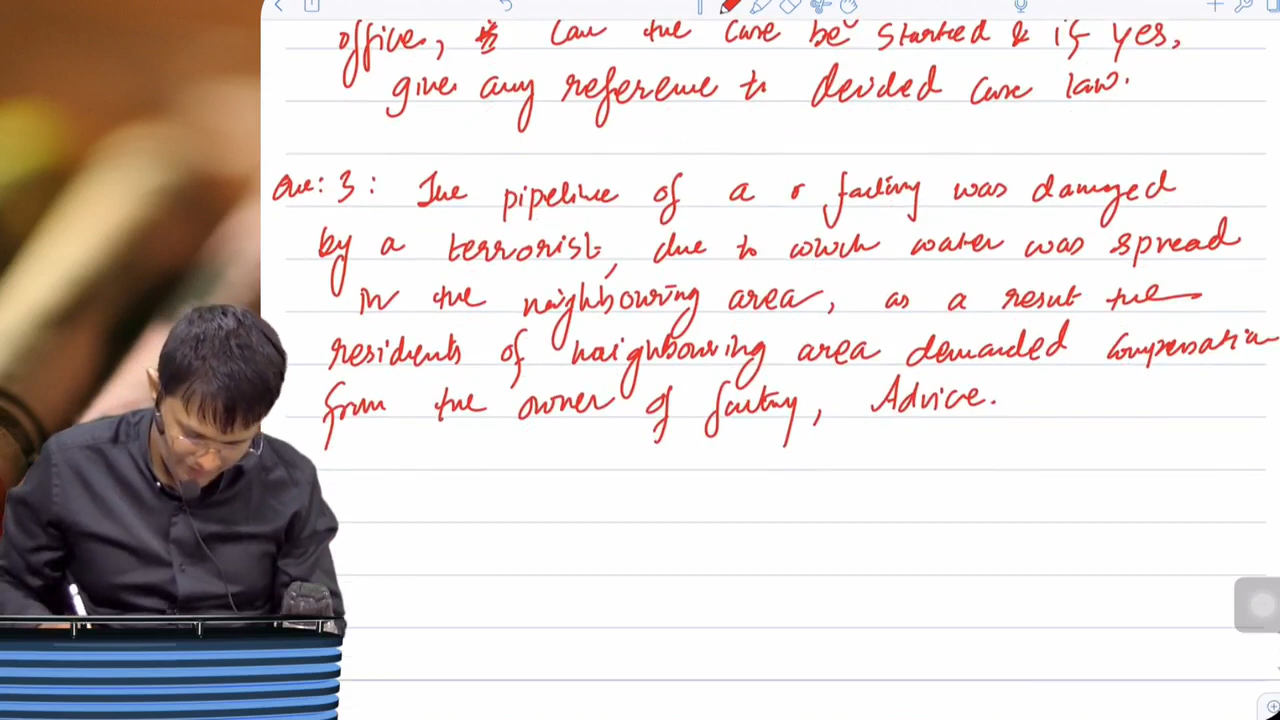 office, Can the Case be started & if yes,
give any reference to decided case law.
Que: 3 : The pipeline of a factory was damaged
by a terrorist, due to which water was spread
in the neighbouring area, as a result the
residents of neighbouring area demanded compensation
from the owner of factory, Advice.